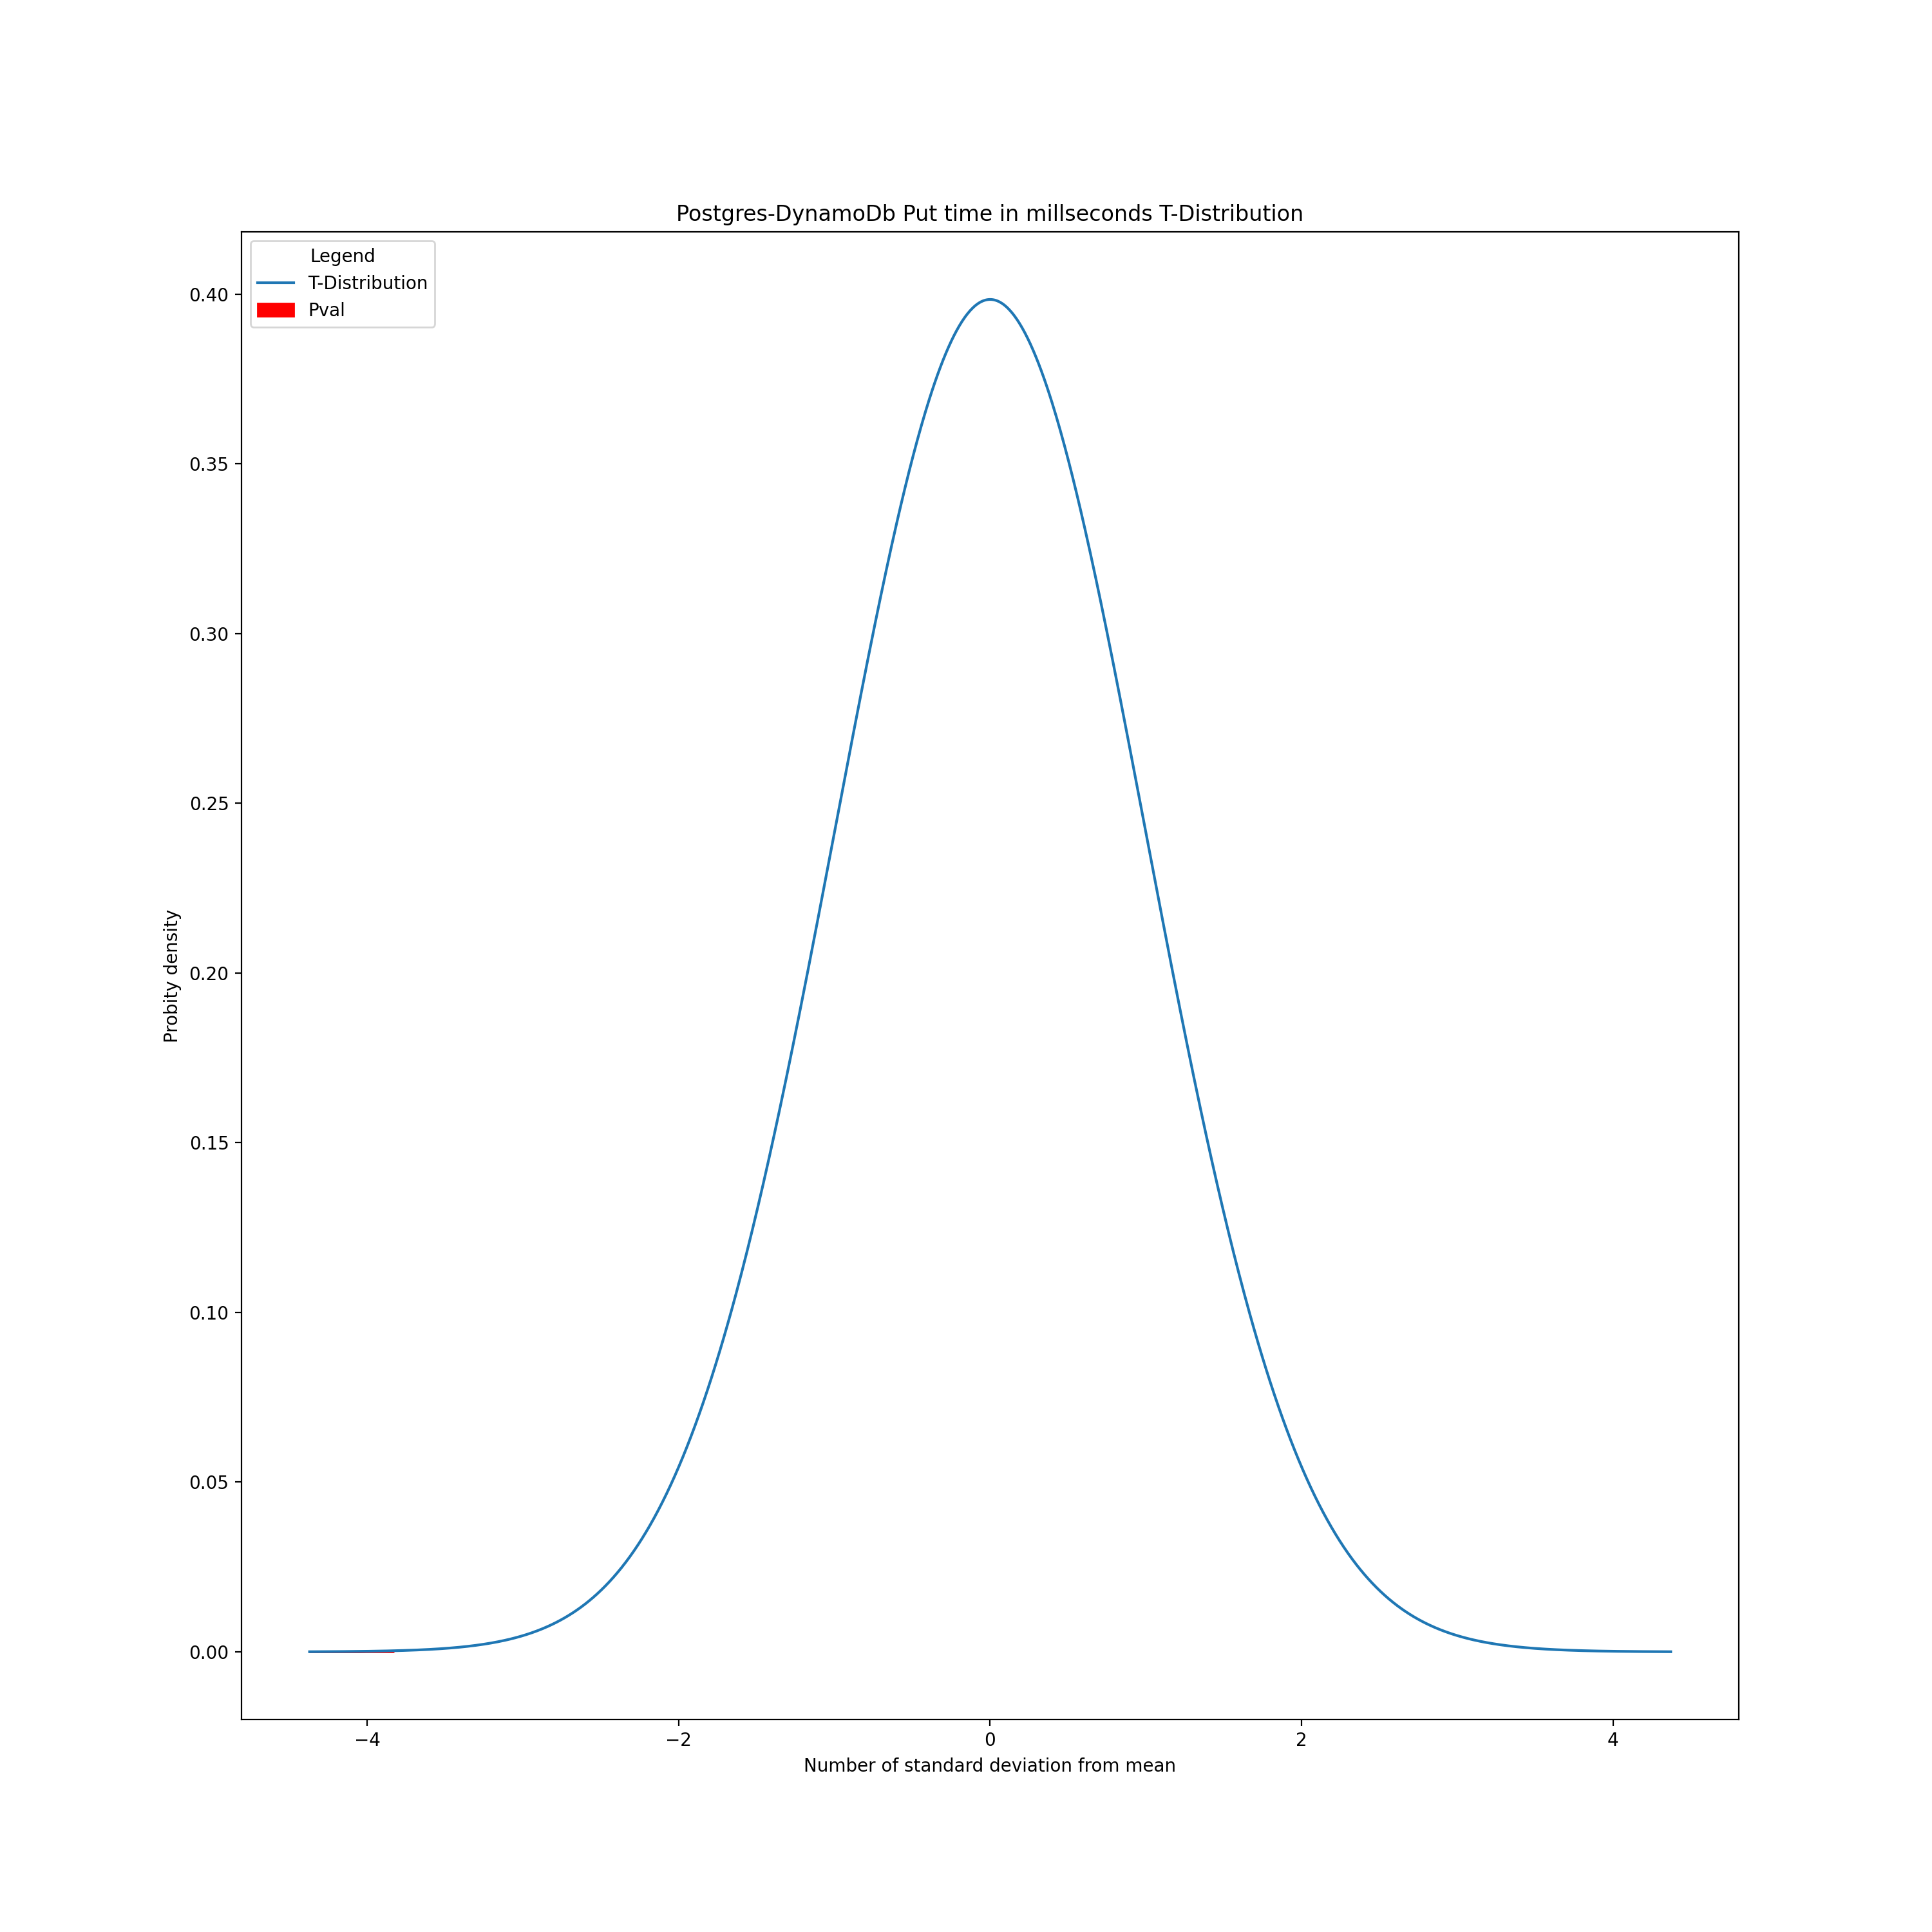 Postgres-DynamoDb Put time in millseconds T-Distribution
Legend
T-Distribution
Pval
0.40
0.35
0.30
0.25
0.20
0.15
0.10
0.05
0.00
Probity density
−4 −2 0 2 4
Number of standard deviation from mean